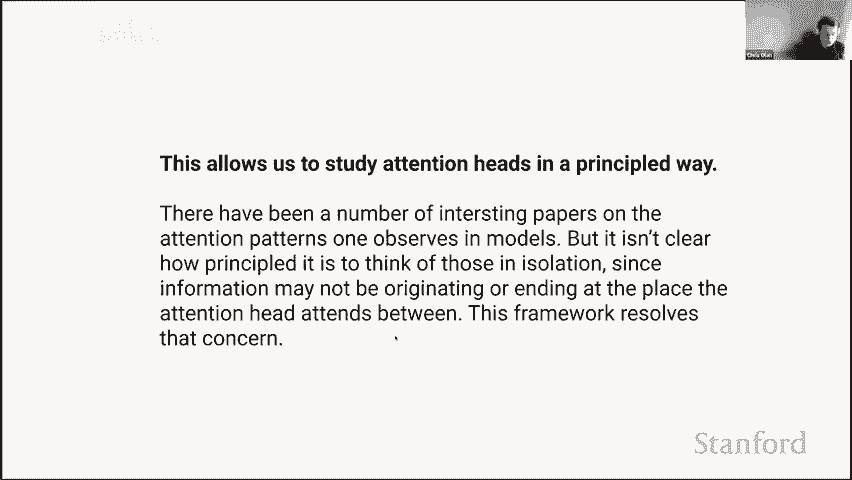 Chris Olah
This allows us to study attention heads in a principled way.
There have been a number of intersting papers on the
attention patterns one observes in models. But it isn't clear
how principled it is to think of those in isolation, since
information may not be originating or ending at the place the
attention head attends between. This framework resolves
that concern.
Stanford